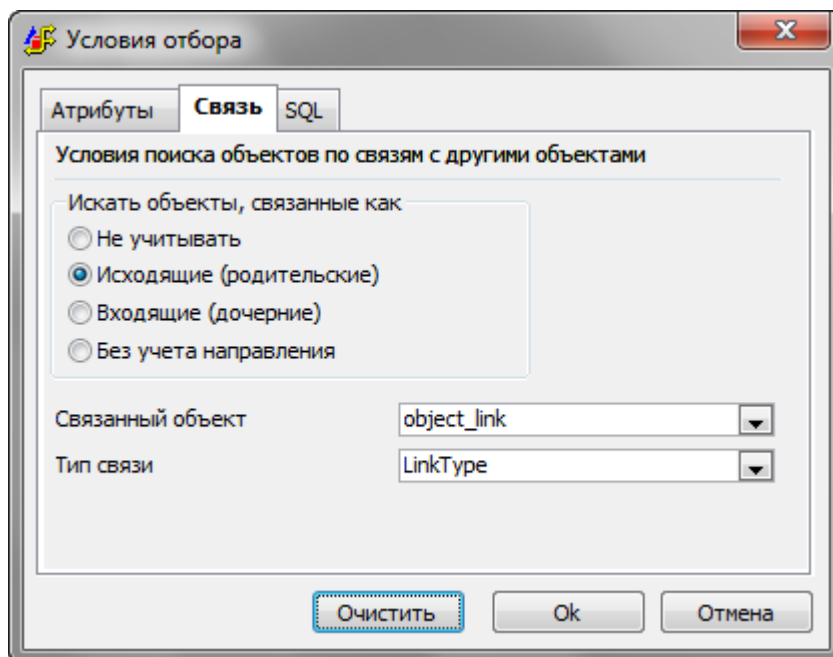 Условия отбора
Атрибуты Связь SQL
Условия поиска объектов по связям с другими объектами
Искать объекты, связанные как
Не учитывать
Исходящие (родительские)
Входящие (дочерние)
Без учета направления
Связанный объект object_link
Тип связи LinkType
Очистить Ok Отмена